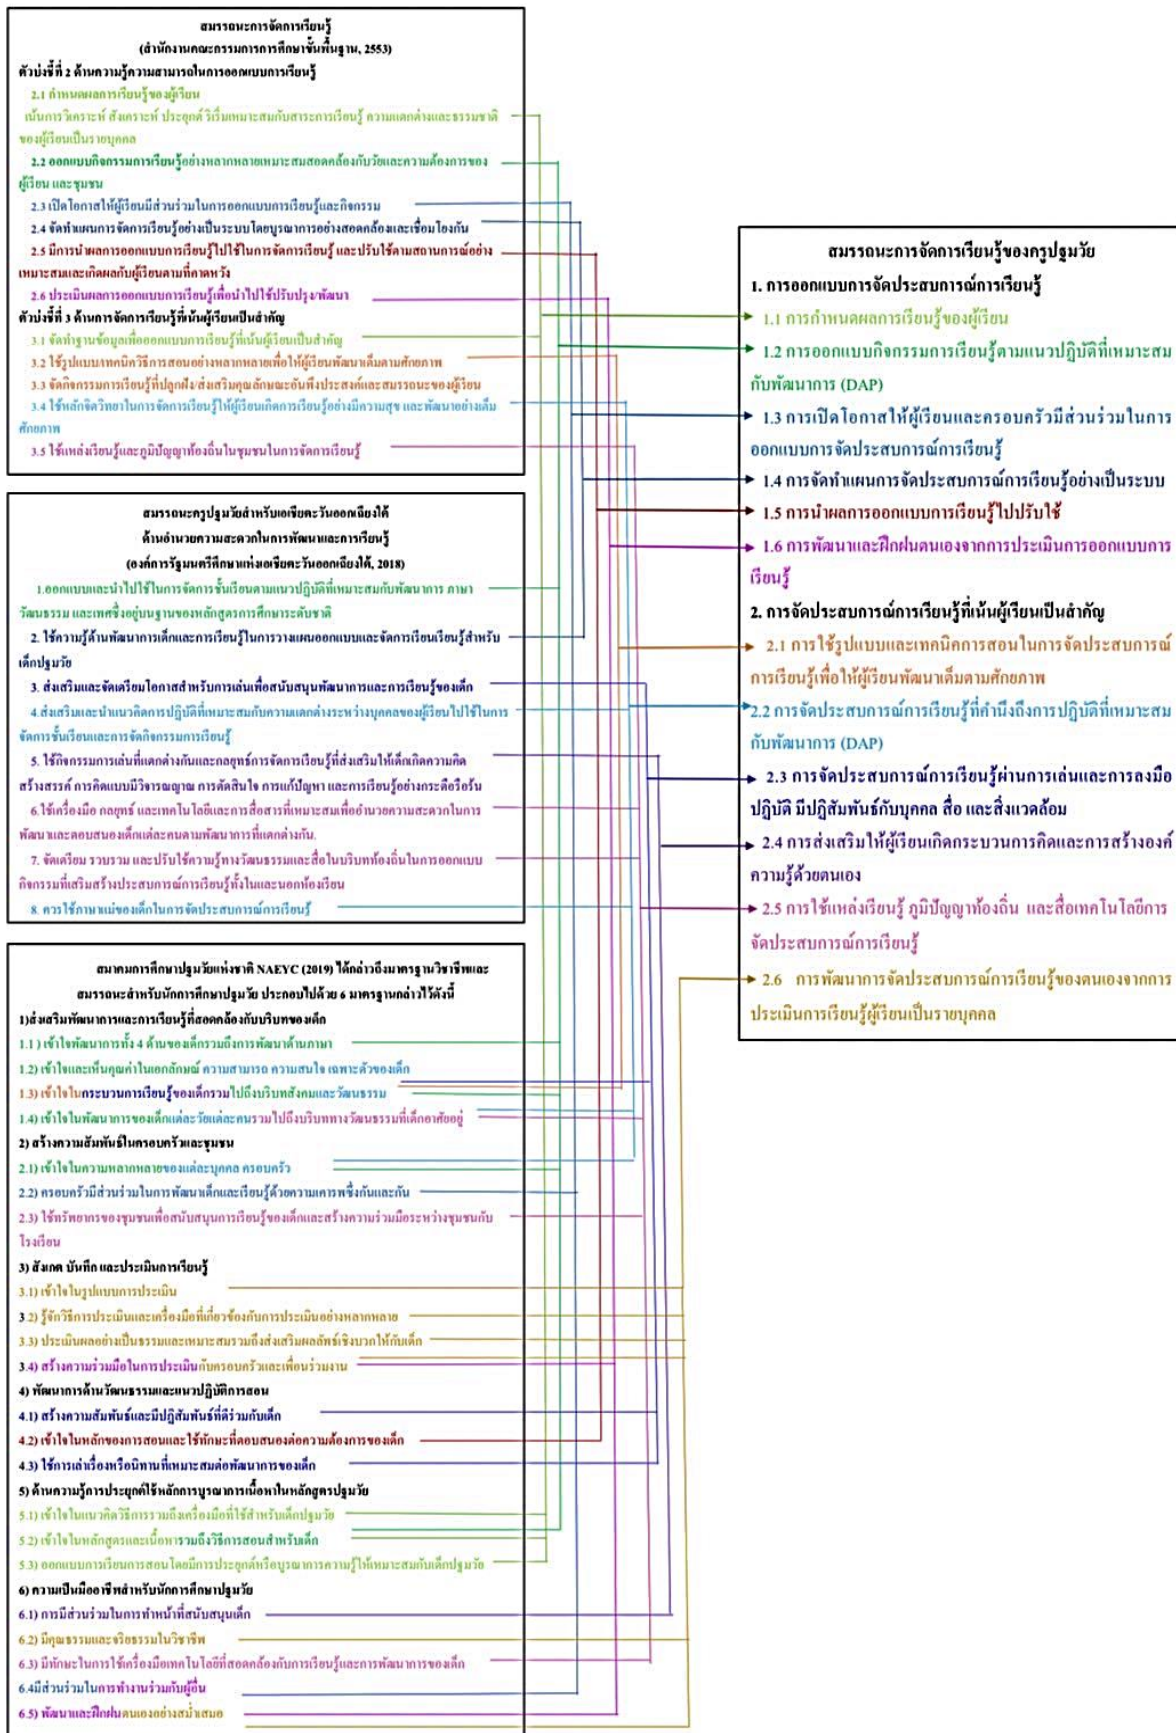 สมรรถนะการจัดการเรียนรู้
(สำนักงานคณะกรรมการการศึกษาขั้นพื้นฐาน, 2553)
ตัวบ่งชี้ที่ 2 ด้านความรู้ความสามารถในการออกแบบการเรียนรู้
2.1 กำหนดผลการเรียนรู้ของผู้เรียน
เน้นการวิเคราะห์ สังเคราะห์ ประยุกต์ ริเริ่มเหมาะสมกับสาระการเรียนรู้ ความแตกต่างและธรรมชาติ
ของผู้เรียนเป็นรายบุคคล
2.2 ออกแบบกิจกรรมการเรียนรู้อย่างหลากหลายเหมาะสมสอดคล้องกับวัยและความต้องการของ
ผู้เรียน และชุมชน
2.3 เปิดโอกาสให้ผู้เรียนมีส่วนร่วมในการออกแบบการเรียนรู้และกิจกรรม
2.4 จัดทำแผนการจัดการเรียนรู้อย่างเป็นระบบโดยบูรณาการอย่างสอดคล้องและเชื่อมโยงกัน
2.5 มีการนำผลการออกแบบการเรียนรู้ไปใช้ในการจัดการเรียนรู้ และปรับใช้ตามสถานการณ์อย่าง
เหมาะสมและเกิดผลกับผู้เรียนตามที่คาดหวัง
2.6 ประเมินผลการออกแบบการเรียนรู้เพื่อนำไปใช้ปรับปรุง/พัฒนา
ตัวบ่งชี้ที่ 3 ด้านการจัดการเรียนรู้ที่เน้นผู้เรียนเป็นสำคัญ
3.1 จัดทำฐานข้อมูลเพื่อออกแบบการเรียนรู้ที่เน้นผู้เรียนเป็นสำคัญ
3.2 ใช้รูปแบบ/เทคนิควิธีการสอนอย่างหลากหลายเพื่อให้ผู้เรียนพัฒนาเต็มตามศักยภาพ
3.3 จัดกิจกรรมการเรียนรู้ที่ปลูกฝัง/ส่งเสริมคุณลักษณะอันพึงประสงค์และสมรรถนะของผู้เรียน
3.4 ใช้หลักจิตวิทยาในการจัดการเรียนรู้ให้ผู้เรียนเกิดการเรียนรู้อย่างมีความสุข และพัฒนาอย่างเต็ม
ศักยภาพ
3.5 ใช้แหล่งเรียนรู้และภูมิปัญญาท้องถิ่นในชุมชนในการจัดการเรียนรู้
สมรรถนะครูปฐมวัยสำหรับเอเชียตะวันออกเฉียงใต้
ด้านอำนวยความสะดวกในการพัฒนาและการเรียนรู้
(องค์การรัฐมนตรีศึกษาแห่งเอเชียตะวันออกเฉียงใต้, 2018)
1.ออกแบบและนำไปใช้ในการจัดการชั้นเรียนตามแนวปฏิบัติที่เหมาะสมกับพัฒนาการ ภาษา
วัฒนธรรม และเพศซึ่งอยู่บนฐานของหลักสูตรการศึกษาระดับชาติ
2. ใช้ความรู้ด้านพัฒนาการเด็กและการเรียนรู้ในการวางแผนออกแบบและจัดการเรียนเรียนรู้สำหรับ
เด็กปฐมวัย
3. ส่งเสริมและจัดเตรียมโอกาสสำหรับการเล่นเพื่อสนับสนุนพัฒนาการและการเรียนรู้ของเด็ก
4.ส่งเสริมและนำแนวคิดการปฏิบัติที่เหมาะสมกับความแตกต่างระหว่างบุคคลของผู้เรียนไปใช้ในการ
จัดการชั้นเรียนและการจัดกิจกรรมการเรียนรู้
5. ใช้กิจกรรมการเล่นที่แตกต่างกันและกลยุทธ์การจัดการเรียนรู้ที่ส่งเสริมให้เด็กเกิดความคิด
สร้างสรรค์ การคิดแบบมีวิจารณญาณ การตัดสินใจ การแก้ปัญหา และการเรียนรู้อย่างกระตือรือร้น
6.ใช้เครื่องมือ กลยุทธ์ และเทคโนโลยีและการสื่อสารที่เหมาะสมเพื่ออำนวยความสะดวกในการ
พัฒนาและตอบสนองเด็กแต่ละคนตามพัฒนาการที่แตกต่างกัน.
7. จัดเตรียม รวบรวม และปรับใช้ความรู้ทางวัฒนธรรมและสื่อในบริบทท้องถิ่นในการออกแบบ
กิจกรรมที่เสริมสร้างประสบการณ์การเรียนรู้ทั้งในและนอกห้องเรียน
8. ควรใช้ภาษาแม่ของเด็กในการจัดประสบการณ์การเรียนรู้
สมาคมการศึกษาปฐมวัยแห่งชาติ NAEYC (2019) ได้กล่าวถึงมาตรฐานวิชาชีพและ
สมรรถนะสำหรับนักการศึกษาปฐมวัย ประกอบไปด้วย 6 มาตรฐานกล่าวไว้ดังนี้
1)ส่งเสริมพัฒนาการและการเรียนรู้ที่สอดคล้องกับบริบทของเด็ก
1.1 ) เข้าใจพัฒนาการทั้ง 4 ด้านของเด็กรวมถึงการพัฒนาด้านภาษา
1.2) เข้าใจและเห็นคุณค่าในเอกลักษณ์ ความสามารถ ความสนใจ เฉพาะตัวของเด็ก
1.3) เข้าใจในกระบวนการเรียนรู้ของเด็กรวมไปถึงบริบทสังคมและวัฒนธรรม
1.4) เข้าใจในพัฒนาการของเด็กแต่ละวัยแต่ละคนรวมไปถึงบริบททางวัฒนธรรมที่เด็กอาศัยอยู่
2) สร้างความสัมพันธ์ในครอบครัวและชุมชน
2.1) เข้าใจในความหลากหลายของแต่ละบุคคล ครอบครัว
2.2) ครอบครัวมีส่วนร่วมในการพัฒนาเด็กและเรียนรู้ด้วยความเคารพซึ่งกันและกัน
2.3) ใช้ทรัพยากรของชุมชนเพื่อสนับสนุนการเรียนรู้ของเด็กและสร้างความร่วมมือระหว่างชุมชนกับ
โรงเรียน
3) สังเกต บันทึก และประเมินการเรียนรู้
3.1) เข้าใจในรูปแบบการประเมิน
3.2) รู้จักวิธีการประเมินและเครื่องมือที่เกี่ยวข้องกับการประเมินอย่างหลากหลาย
3.3) ประเมินผลอย่างเป็นธรรมและเหมาะสมรวมถึงส่งเสริมผลลัพธ์เชิงบวกให้กับเด็ก
3.4) สร้างความร่วมมือในการประเมินกับครอบครัวและเพื่อนร่วมงาน
4) พัฒนาการด้านวัฒนธรรมและแนวปฏิบัติการสอน
4.1) สร้างความสัมพันธ์และมีปฏิสัมพันธ์ที่ดีร่วมกับเด็ก
4.2) เข้าใจในหลักของการสอนและใช้ทักษะที่ตอบสนองต่อความต้องการของเด็ก
4.3) ใช้การเล่าเรื่องหรือนิทานที่เหมาะสมต่อพัฒนาการของเด็ก
5) ด้านความรู้การประยุกต์ใช้หลักการบูรณาการเนื้อหาในหลักสูตรปฐมวัย
5.1) เข้าใจในแนวคิดวิธีการรวมถึงเครื่องมือที่ใช้สำหรับเด็กปฐมวัย
5.2) เข้าใจในหลักสูตรและเนื้อหารวมถึงวิธีการสอนสำหรับเด็ก
5.3) ออกแบบการเรียนการสอนโดยมีการประยุกต์หรือบูรณาการความรู้ให้เหมาะสมกับเด็กปฐมวัย
6) ความเป็นมืออาชีพสำหรับนักการศึกษาปฐมวัย
6.1) การมีส่วนร่วมในการทำหน้าที่สนับสนุนเด็ก
6.2) มีคุณธรรมและจริยธรรมในวิชาชีพ
6.3) มีทักษะในการใช้เครื่องมือเทคโนโลยีที่สอดคล้องกับการเรียนรู้และการพัฒนาการของเด็ก
6.4มีส่วนร่วมในการทำงานร่วมกับผู้อื่น
6.5) พัฒนาและฝึกฝนตนเองอย่างสม่ำเสมอ
สมรรถนะการจัดการเรียนรู้ของครูปฐมวัย
1. การออกแบบการจัดประสบการณ์การเรียนรู้
1.1 การกำหนดผลการเรียนรู้ของผู้เรียน
1.2 การออกแบบกิจกรรมการเรียนรู้ตามแนวปฏิบัติที่เหมาะสม
กับพัฒนาการ (DAP)
1.3 การเปิดโอกาสให้ผู้เรียนและครอบครัวมีส่วนร่วมในการ
ออกแบบการจัดประสบการณ์การเรียนรู้
1.4 การจัดทำแผนการจัดประสบการณ์การเรียนรู้อย่างเป็นระบบ
1.5 การนำผลการออกแบบการเรียนรู้ไปปรับใช้
1.6 การพัฒนาและฝึกฝนตนเองจากการประเมินการออกแบบการ
เรียนรู้
2. การจัดประสบการณ์การเรียนรู้ที่เน้นผู้เรียนเป็นสำคัญ
2.1 การใช้รูปแบบและเทคนิคการสอนในการจัดประสบการณ์
การเรียนรู้เพื่อให้ผู้เรียนพัฒนาเต็มตามศักยภาพ
2.2 การจัดประสบการณ์การเรียนรู้ที่คำนึงถึงการปฏิบัติที่เหมาะสม
กับพัฒนาการ (DAP)
2.3 การจัดประสบการณ์การเรียนรู้ผ่านการเล่นและการลงมือ
ปฏิบัติ มีปฏิสัมพันธ์กับบุคคล สื่อ และสิ่งแวดล้อม
2.4 การส่งเสริมให้ผู้เรียนเกิดกระบวนการคิดและการสร้างองค์
ความรู้ด้วยตนเอง
2.5 การใช้แหล่งเรียนรู้ ภูมิปัญญาท้องถิ่น และสื่อเทคโนโลยีการ
จัดประสบการณ์การเรียนรู้
2.6 การพัฒนาการจัดประสบการณ์การเรียนรู้ของตนเองจากการ
ประเมินการเรียนรู้ผู้เรียนเป็นรายบุคคล